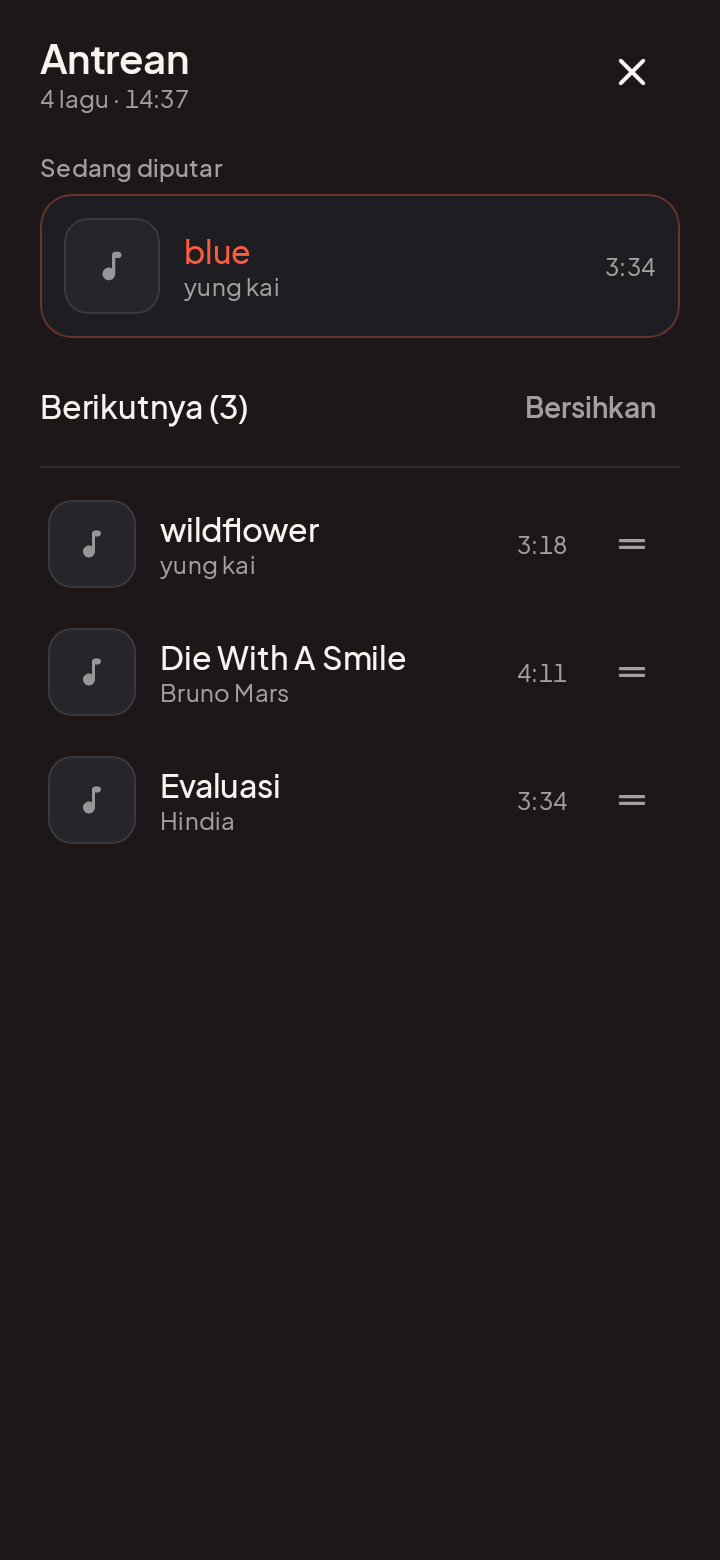 Antrean
4 lagu · 14:37
Sedang diputar
blue
yung kai
3:34
Berikutnya (3)
Bersihkan
wildflower
yung kai
3:18
Die With A Smile
Bruno Mars
4:11
Evaluasi
Hindia
3:34